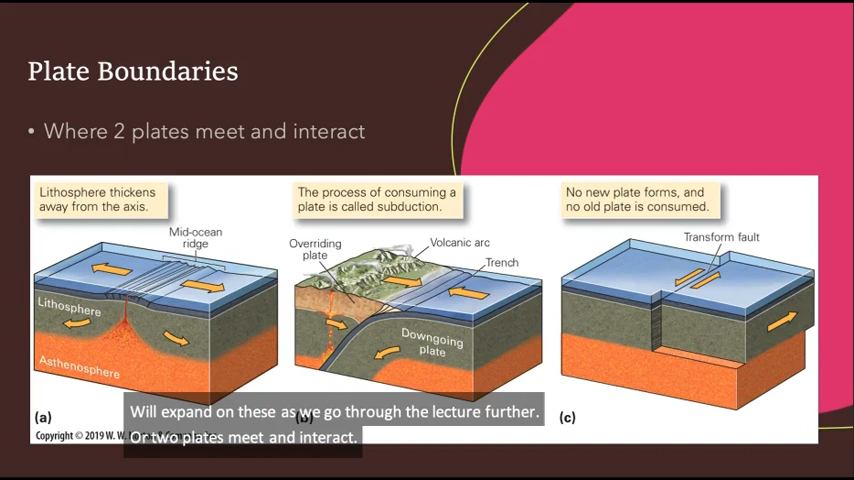 Plate Boundaries
• Where 2 plates meet and interact
Lithosphere thickens
away from the axis.
Mid-ocean
ridge
Lithosphere
Asthenosphere
(a)
The process of consuming a
plate is called subduction.
Overriding
plate
Volcanic arc
Trench
Downgoing
plate
(b)
No new plate forms, and
no old plate is consumed.
Transform fault
(c)
Copyright © 2019 W. W.
Will expand on these as we go through the lecture further.
Or two plates meet and interact.